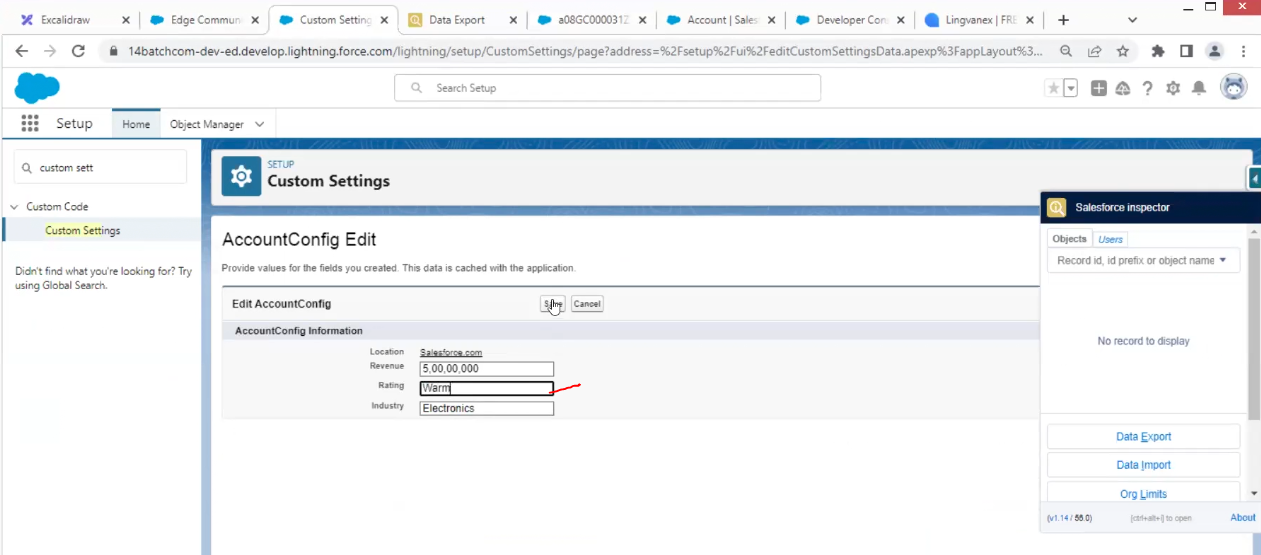 Excalidraw
Edge Commun
Custom Setting
Data Export
a08GC000031Z
Account | Sales
Developer Con
Lingvanex | FRE
14batchcom-dev-ed.develop.lightning.force.com/lightning/setup/CustomSettings/page?address=%2Fsetup%2Fui%2FeditCustomSettingsData.apexp%3FappLayout%3...
Search Setup
Setup
Home
Object Manager
custom sett
Custom Code
Custom Settings
Didn't find what you're looking for? Try
using Global Search.
SETUP
Custom Settings
AccountConfig Edit
Provide values for the fields you created. This data is cached with the application.
Edit AccountConfig
Cancel
AccountConfig Information
Location Salesforce.com
Revenue 5,00,00,000
Rating Warm
Industry Electronics
Salesforce inspector
Objects Users
Record id, id prefix or object name
No record to display
Data Export
Data Import
Org Limits
(v1.14 / 56.0) [ctrl+alt+i] to open About